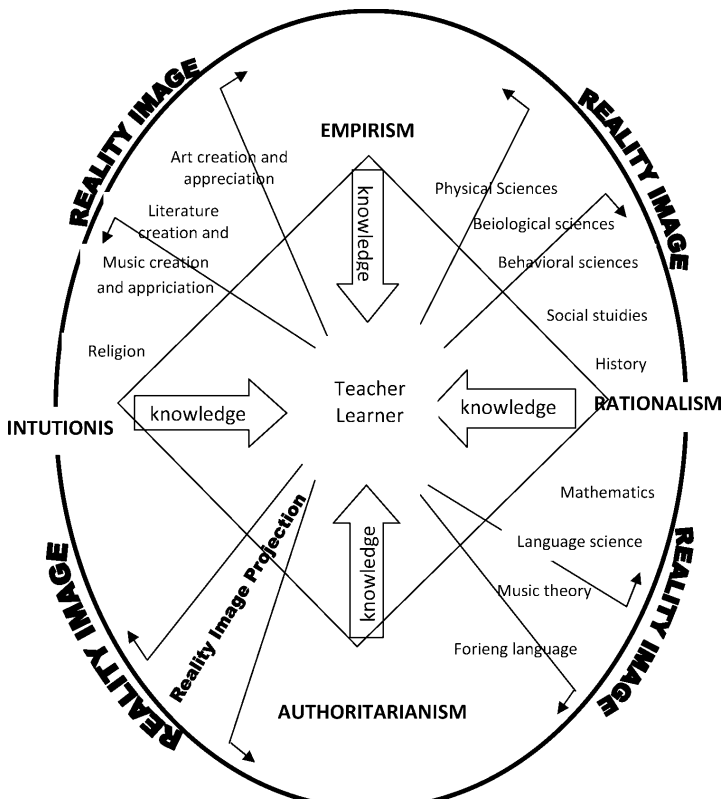 REALITY IMAGE
REALITY IMAGE
EMPIRISM
Art creation and
appreciation
knowledge
Physical Sciences
Literature
creation and
Beiological sciences
Music creation
and appriciation
Behavioral sciences
Social stuidies
Religion
History
Teacher
Learner
knowledge
knowledge
RATIONALISM
INTUTIONIS
Mathematics
Language science
knowledge
Reality Image Projection
Music theory
REALITY IMAGE
REALITY IMAGE
Forieng language
AUTHORITARIANISM